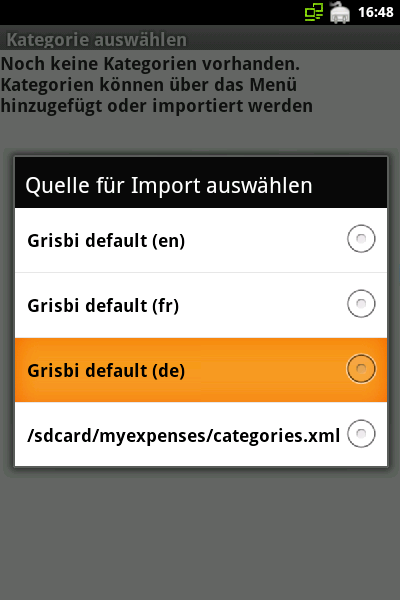 16:48
Kategorie auswählen
Noch keine Kategorien vorhanden.
Kategorien können über das Menü
hinzugefügt oder importiert werden
Quelle für Import auswählen
Grisbi default (en)
Grisbi default (fr)
Grisbi default (de)
/sdcard/myexpenses/categories.xml